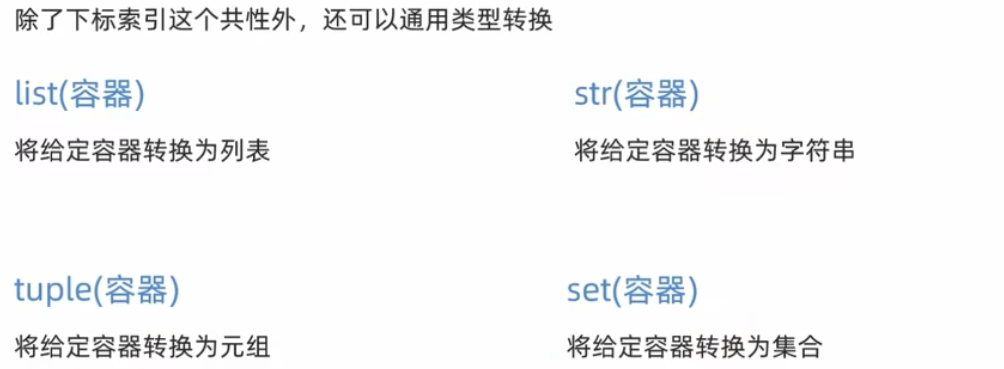 除了下标索引这个共性外，还可以通用类型转换
list(容器)
将给定容器转换为列表
str(容器)
将给定容器转换为字符串
tuple(容器)
将给定容器转换为元组
set(容器)
将给定容器转换为集合